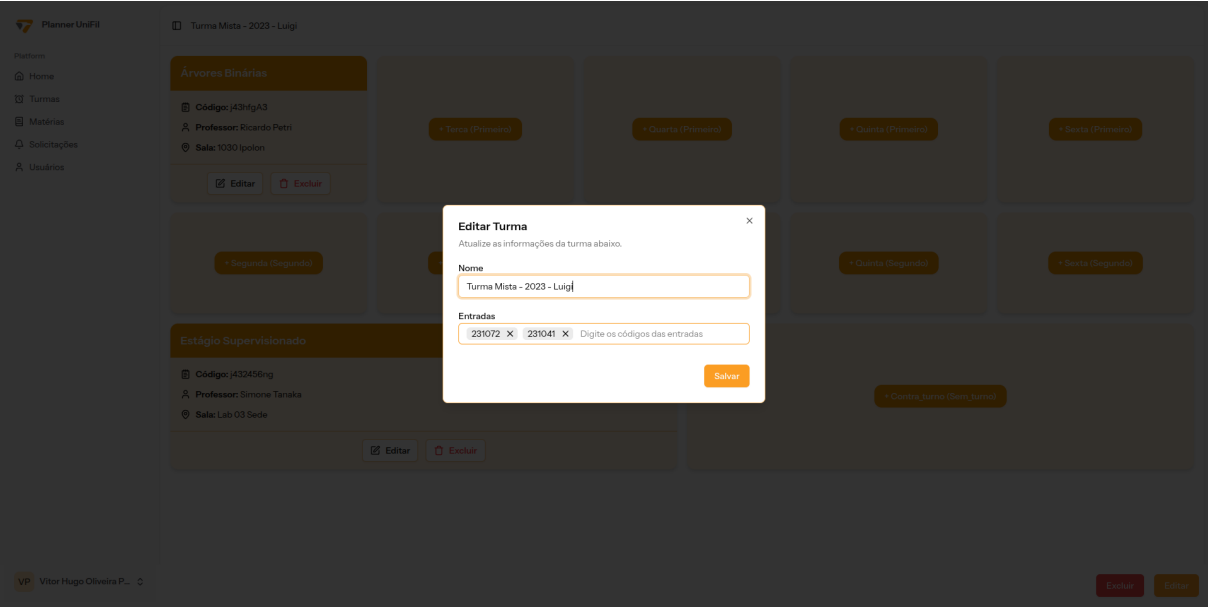 Planner UniFil
Turma Mista - 2023 - Luigi
Platform
Home
Turmas
Matérias
Solicitações
Usuários
Árvores Binárias
Código: j43hfgA3
Professor: Ricardo Petri
Sala: 1030 Ipolon
Editar Excluir
+ Terca (Primeiro)
+ Quarta (Primeiro)
+ Quinta (Primeiro)
+ Sexta (Primeiro)
+ Segunda (Segundo)
+ Quinta (Segundo)
+ Sexta (Segundo)
Editar Turma
Atualize as informações da turma abaixo.
Nome
Turma Mista - 2023 - Luigi
Entradas
231072 231041 Digite os códigos das entradas
Salvar
Estágio Supervisionado
Código: j432456ng
Professor: Simone Tanaka
Sala: Lab 03 Sede
Editar Excluir
+ Contra_turno (Sem_turno)
VP Vitor Hugo Oliveira P...
Excluir Editar